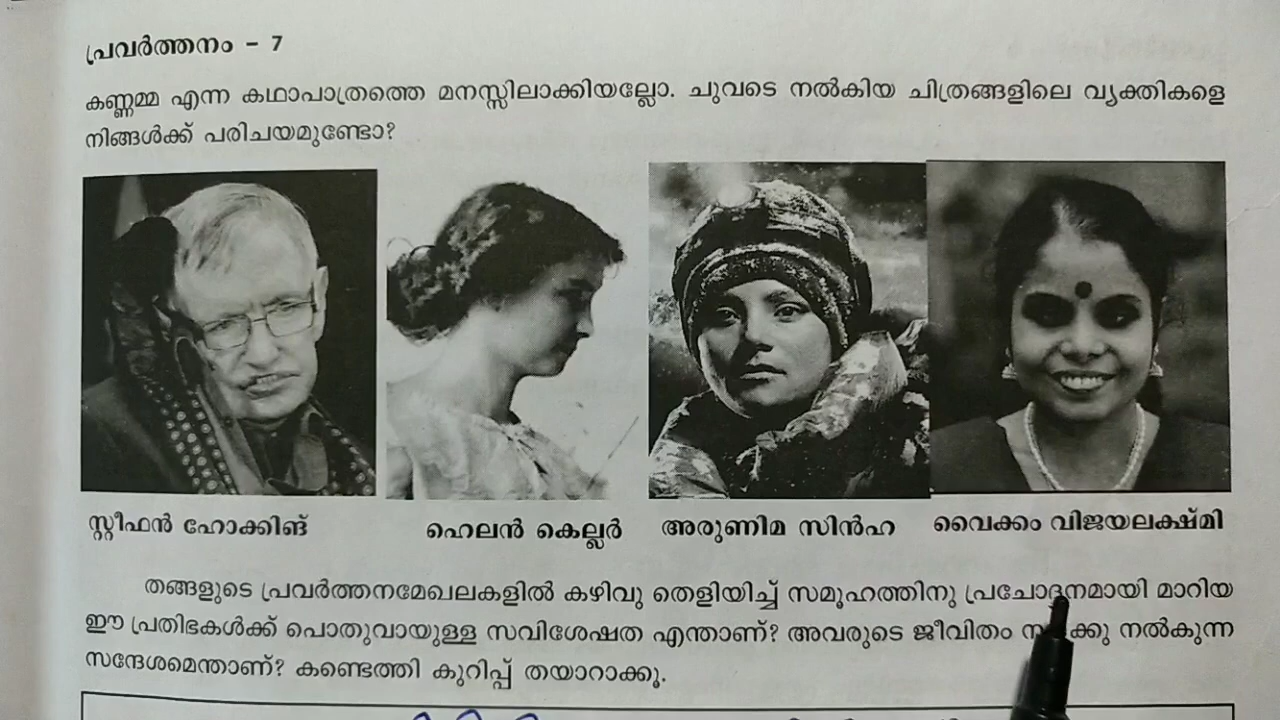 പ്രവർത്തനം – 7
കണ്ണമ്മ എന്ന കഥാപാത്രത്തെ മനസ്സിലാക്കിയല്ലോ. ചുവടെ നൽകിയ ചിത്രങ്ങളിലെ വ്യക്തികളെ
നിങ്ങൾക്ക് പരിചയമുണ്ടോ?
സ്റ്റീഫൻ ഹോക്കിങ് ഹെലൻ കെല്ലർ അരുണിമ സിൻഹ വൈക്കം വിജയലക്ഷ്മി
തങ്ങളുടെ പ്രവർത്തനമേഖലകളിൽ കഴിവു തെളിയിച്ച് സമൂഹത്തിനു പ്രചോദനമായി മാറിയ
ഈ പ്രതിഭകൾക്ക് പൊതുവായുള്ള സവിശേഷത എന്താണ്? അവരുടെ ജീവിതം നൽകുന്ന
സന്ദേശമെന്താണ്? കണ്ടെത്തി കുറിപ്പ് തയാറാക്കൂ.